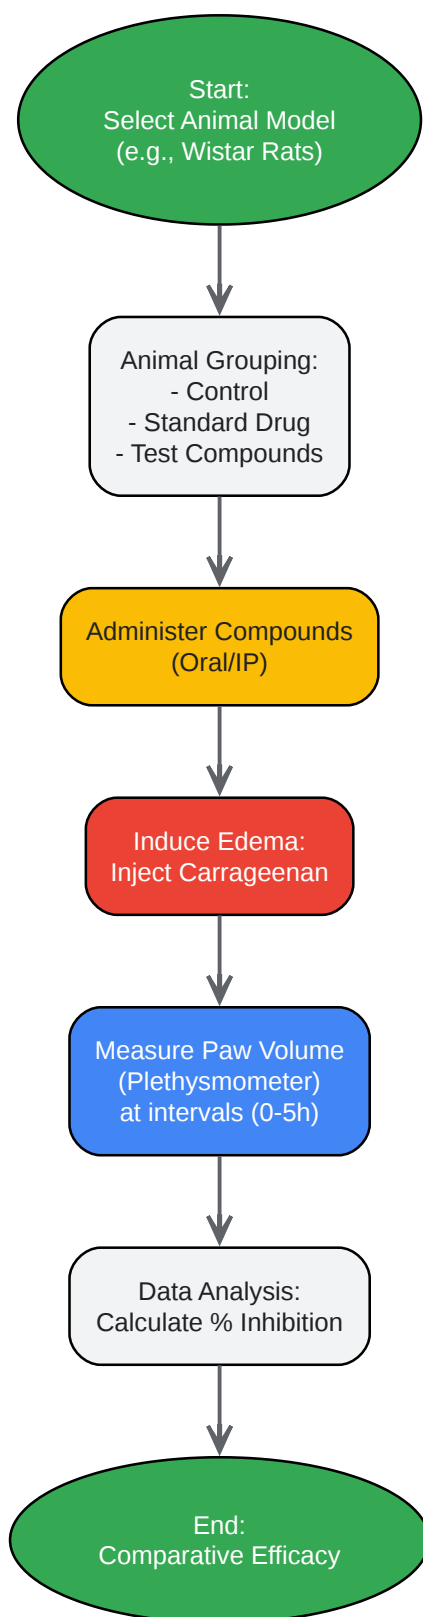 Start:
Select Animal Model
(e.g., Wistar Rats)
Animal Grouping:
- Control
- Standard Drug
- Test Compounds
Administer Compounds
(Oral/IP)
Induce Edema:
Inject Carrageenan
Measure Paw Volume
(Plethysmometer)
at intervals (0-5h)
Data Analysis:
Calculate % Inhibition
End:
Comparative Efficacy